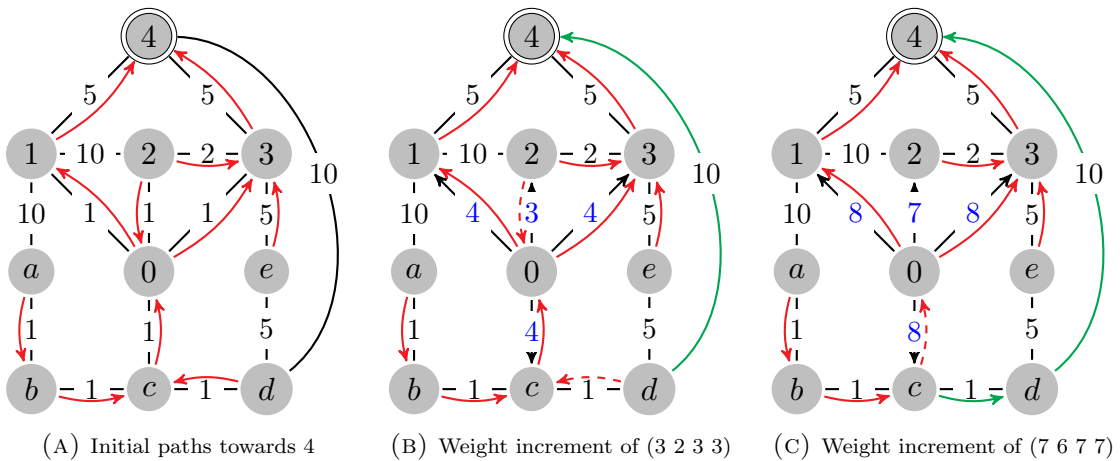 4 4 4
5 5 5 5 5 5
1 10 2 2 3 10 1 10 2 2 3 10 1 10 2 2 3 10
10 1 1 1 5 10 4 3 4 5 10 8 7 8 5
a 0 e a 0 e a 0 e
1 1 5 1 4 5 1 8 5
b 1 c 1 d b 1 c 1 d b 1 c 1 d
(A) Initial paths towards 4 (B) Weight increment of (3 2 3 3) (C) Weight increment of (7 6 7 7)